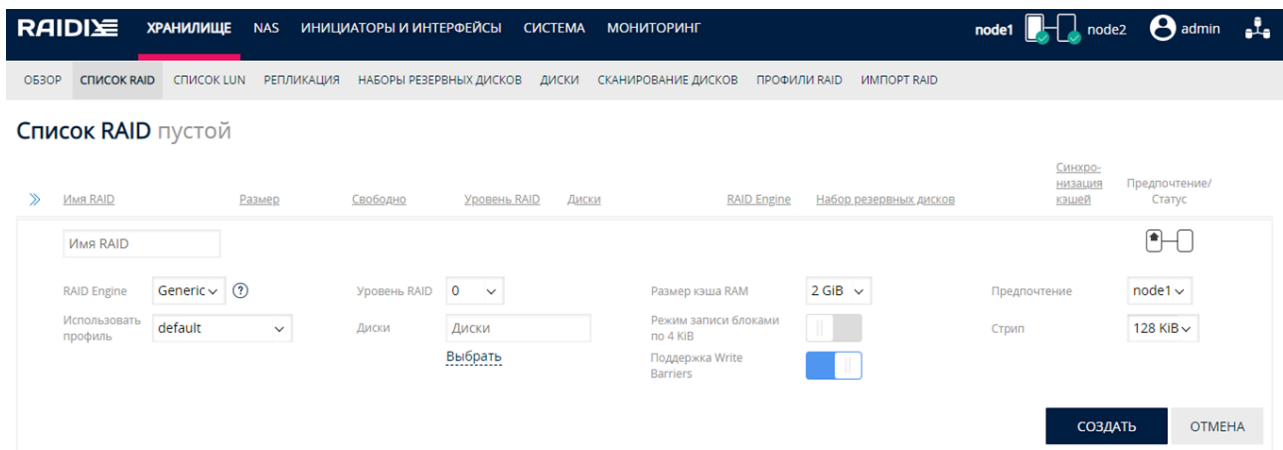 RAIDIX ХРАНИЛИЩЕ NAS ИНИЦИАТОРЫ И ИНТЕРФЕЙСЫ СИСТЕМА МОНИТОРИНГ node1 node2 admin
ОБЗОР СПИСОК RAID СПИСОК LUN РЕПЛИКАЦИЯ НАБОРЫ РЕЗЕРВНЫХ ДИСКОВ ДИСКИ СКАНИРОВАНИЕ ДИСКОВ ПРОФИЛИ RAID ИМПОРТ RAID
Список RAID пустой
Имя RAID Размер Свободно Уровень RAID Диски RAID Engine Набор резервных дисков
Синхро-
низация
кэшей
Предпочтение/
Статус
Имя RAID
RAID Engine Generic ? Уровень RAID 0 Размер кэша RAM 2 GiB Предпочтение node1
Использовать
профиль
default Диски Диски
Режим записи блоками
по 4 KiB
Стрип 128 KiB
Выбрать
Поддержка Write
Barriers
СОЗДАТЬ ОТМЕНА